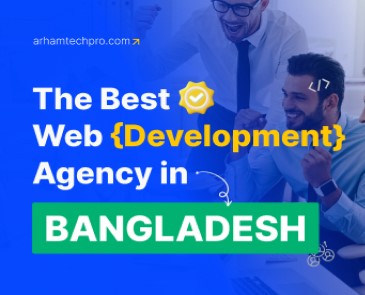 arhamtechpro.com
The Best
Web {Development}
Agency in
BANGLADESH